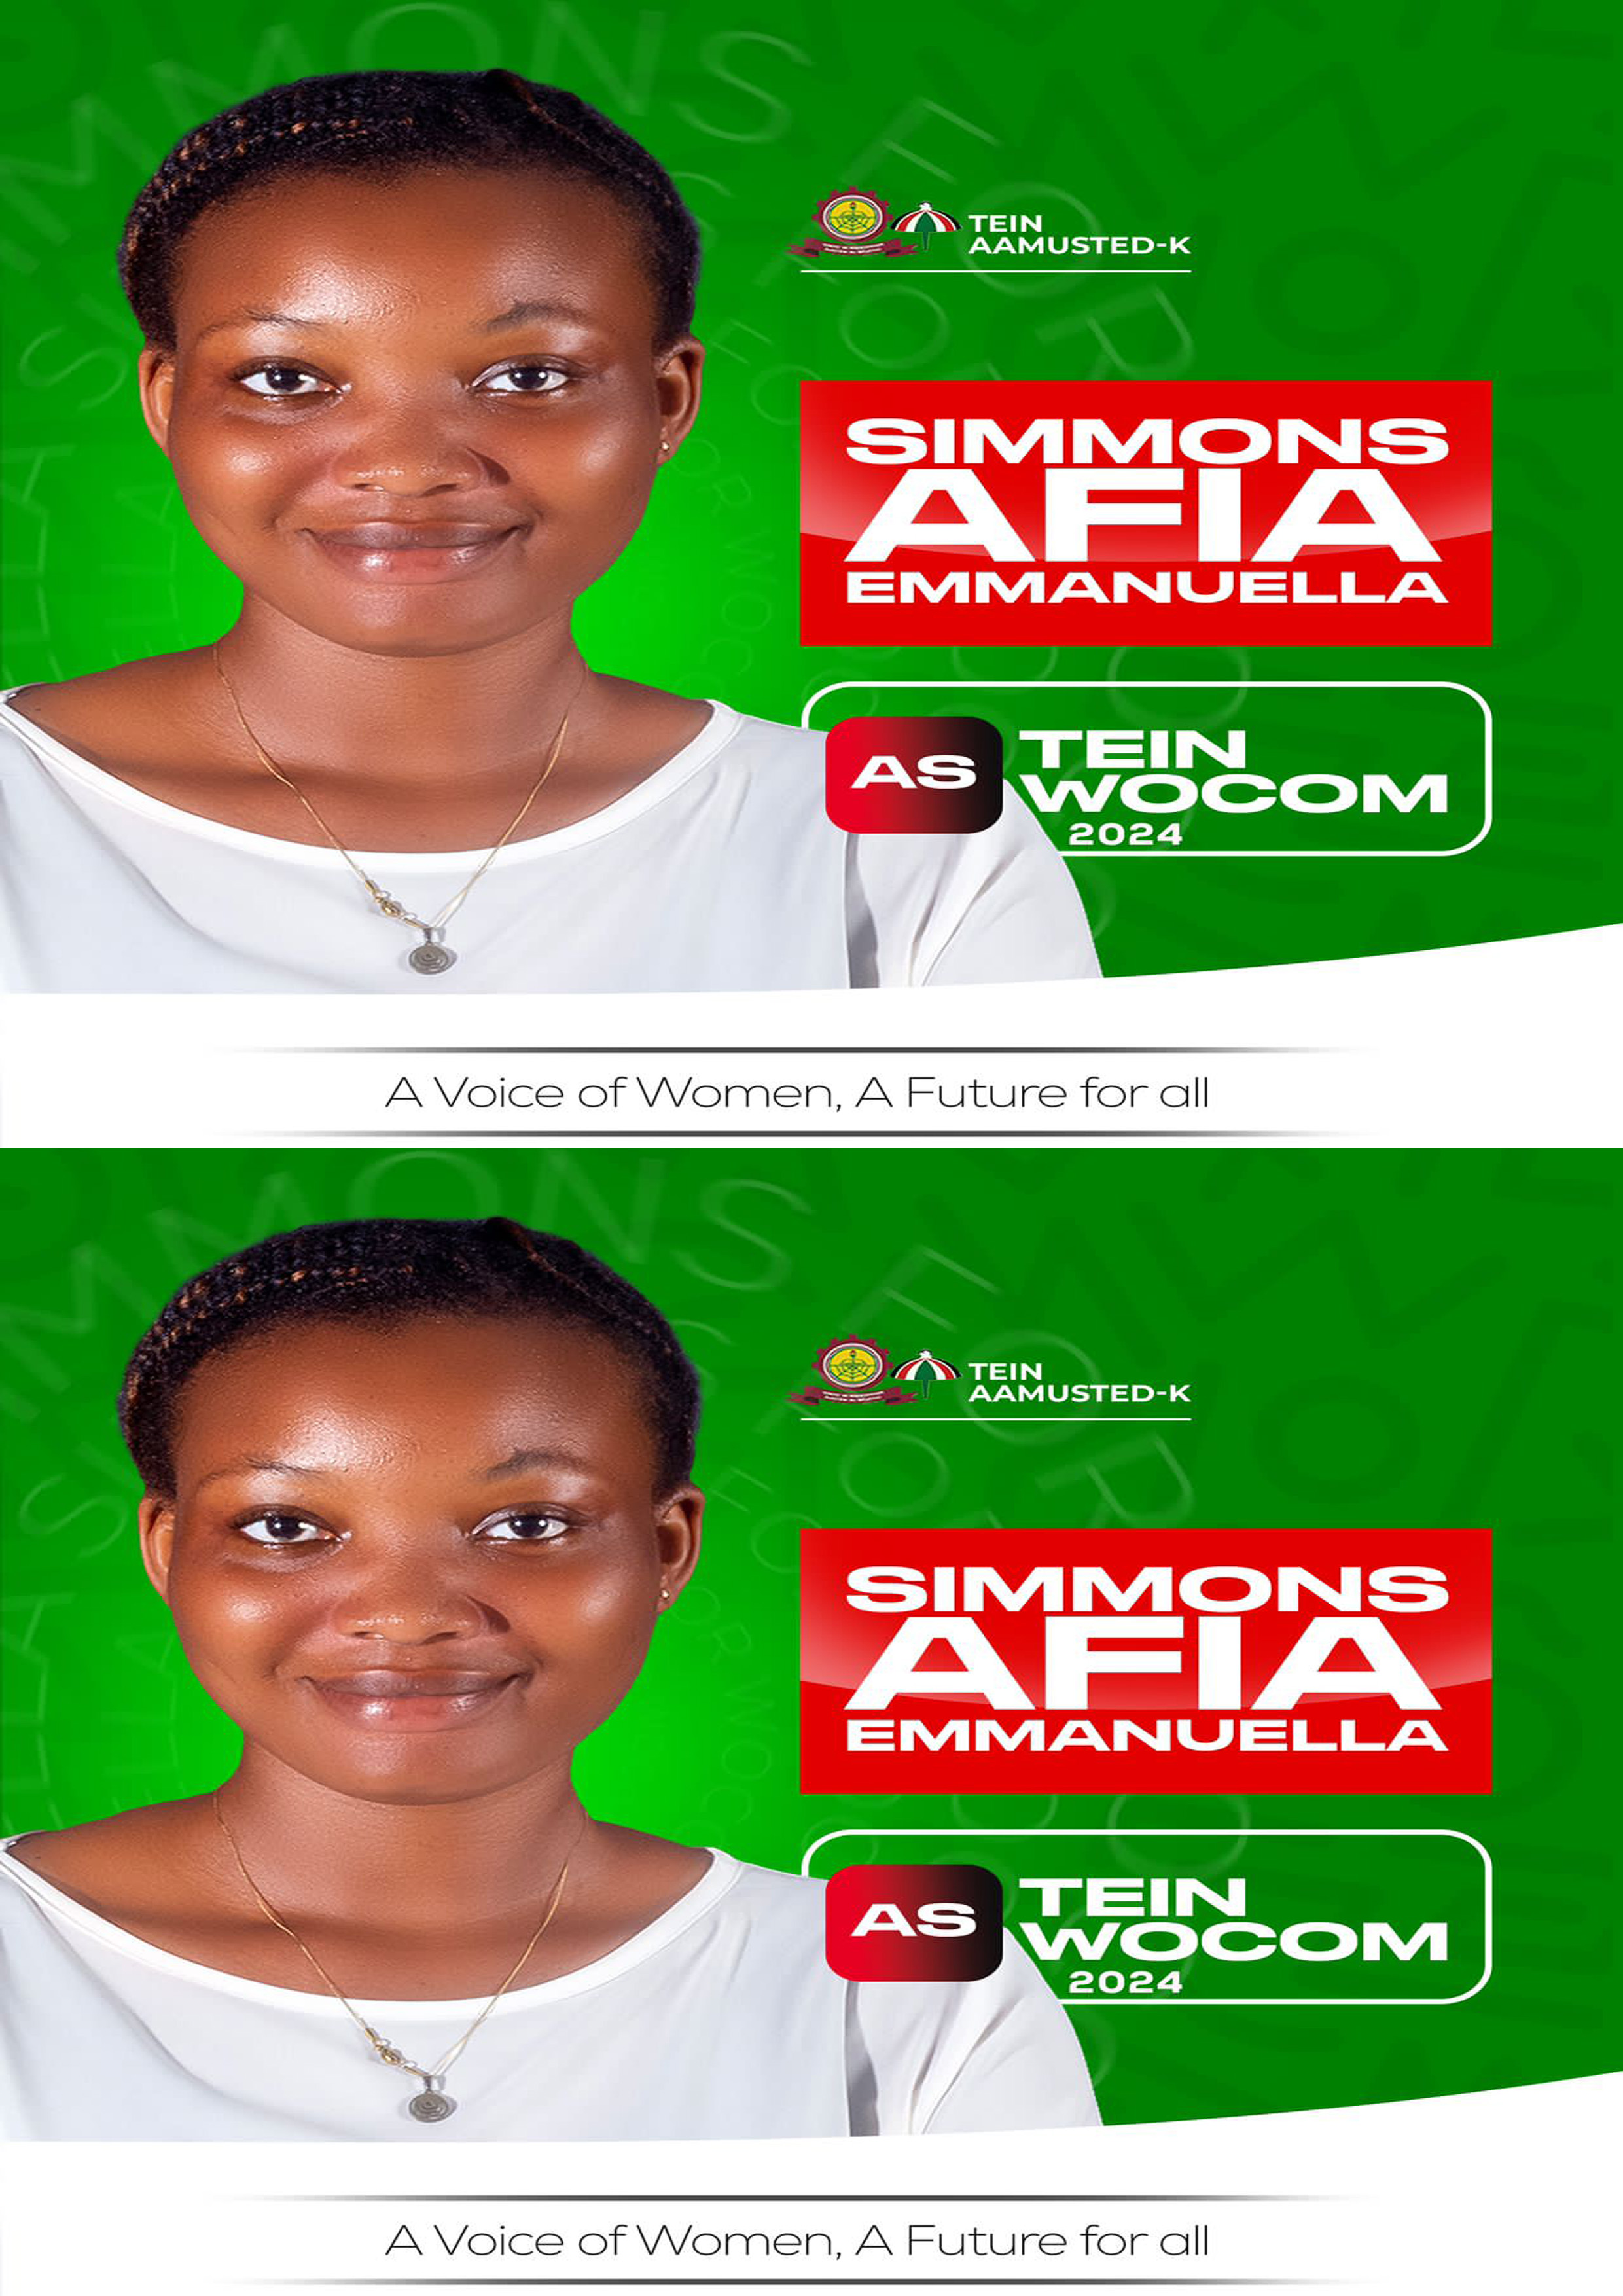 TEIN
AAMUSTED-K
SIMMONS
AFIA
EMMANUELLA
AS
TEIN
WOCOM
2024
A Voice of Women, A Future for all
TEIN
AAMUSTED-K
SIMMONS
AFIA
EMMANUELLA
AS
TEIN
WOCOM
2024
A Voice of Women, A Future for all